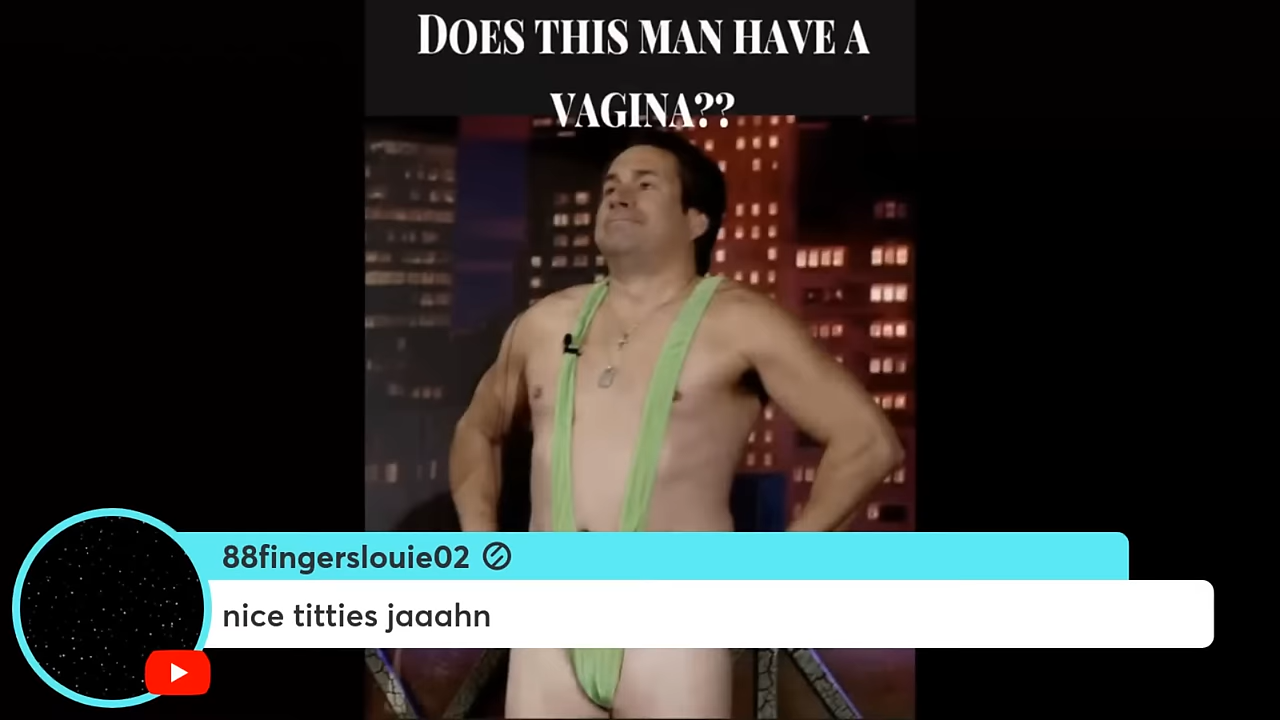 DOES THIS MAN HAVE A
VAGINA??
88fingerslouie02
nice titties jaaahn